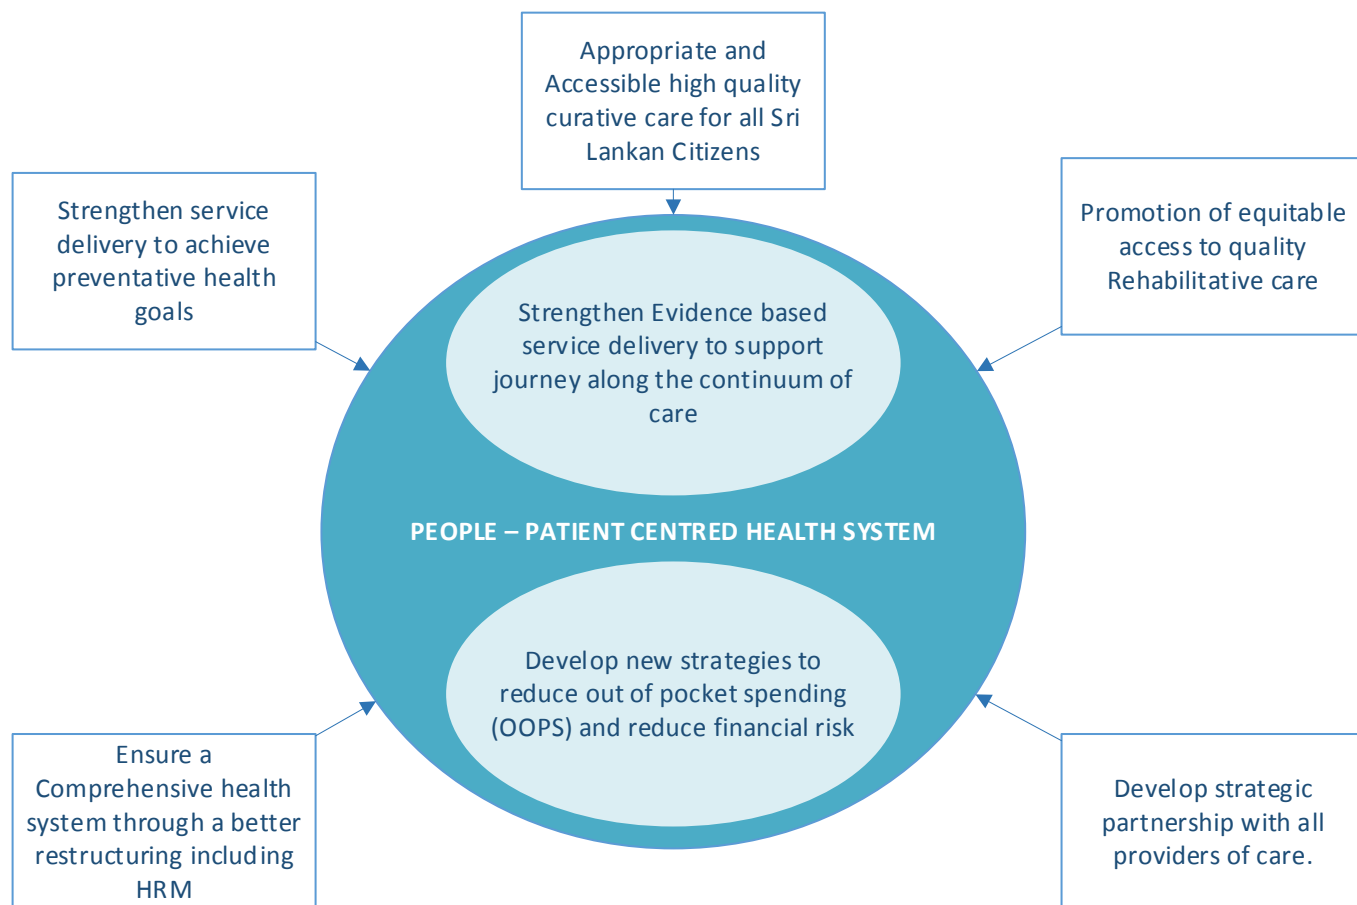 Appropriate and
Accessible high quality
curative care for all Sri
Lankan Citizens
Strengthen service
delivery to achieve
preventative health
goals
Promotion of equitable
access to quality
Rehabilitative care
Strengthen Evidence based
service delivery to support
journey along the continuum of
care
PEOPLE – PATIENT CENTRED HEALTH SYSTEM
Develop new strategies to
reduce out of pocket spending
(OOPS) and reduce financial risk
Ensure a
Comprehensive health
system through a better
restructuring including
HRM
Develop strategic
partnership with all
providers of care.